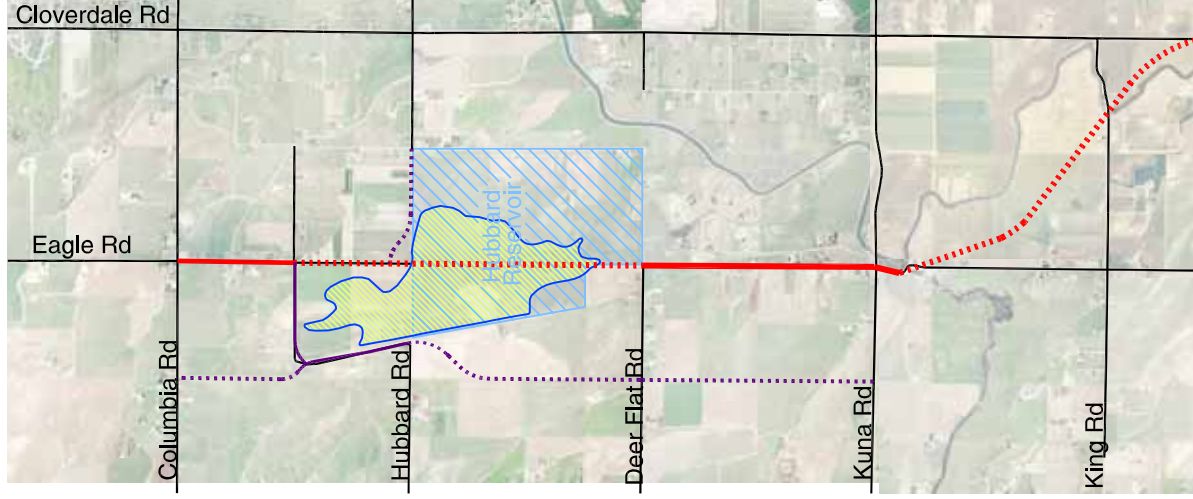 Cloverdale Rd
Eagle Rd
Hubbard
Reservoir
Columbia Rd
Hubbard Rd
Deer Flat Rd
Kuna Rd
King Rd